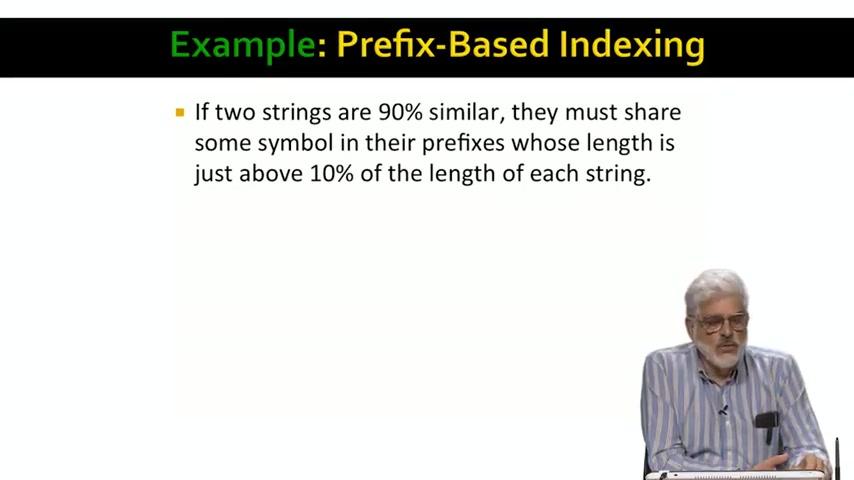 Example: Prefix-Based Indexing
If two strings are 90% similar, they must share
some symbol in their prefixes whose length is
just above 10% of the length of each string.